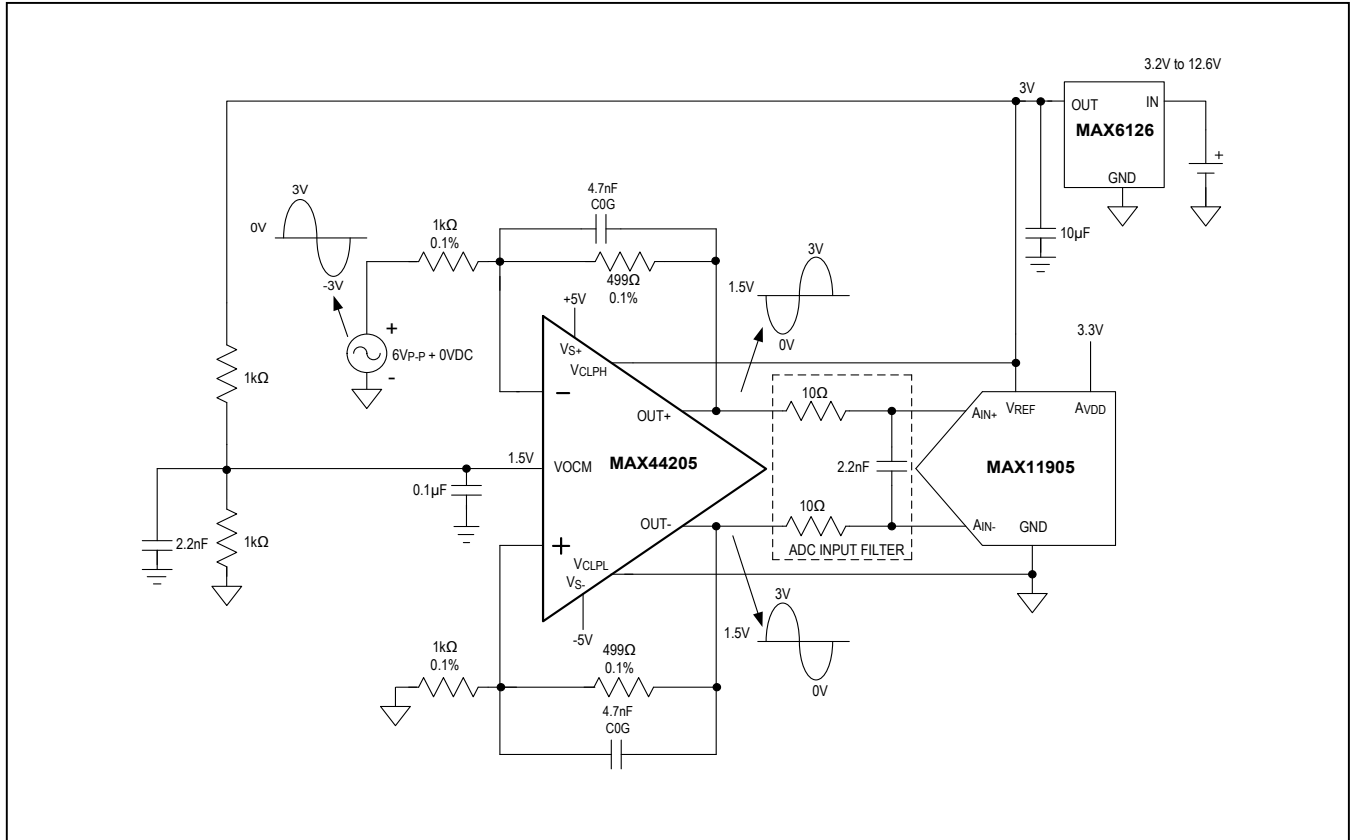 3.2V to 12.6V
3V
OUT
IN
MAX6126
GND
+
10µF
3V
0V
-3V
1kΩ
0.1%
4.7nF
C0G
499Ω
0.1%
3V
1.5V
0V
+
6VP-P + 0VDC
-
+5V
VS+
VCLPH
3.3V
1kΩ
−
OUT+
10Ω
AIN+
VREF
AVDD
1.5V
VOCM
MAX44205
2.2nF
MAX11905
0.1µF
OUT-
10Ω
AIN-
GND
2.2nF
1kΩ
+
VCLPL
VS-
ADC INPUT FILTER
-5V
3V
1.5V
0V
1kΩ
0.1%
499Ω
0.1%
4.7nF
C0G